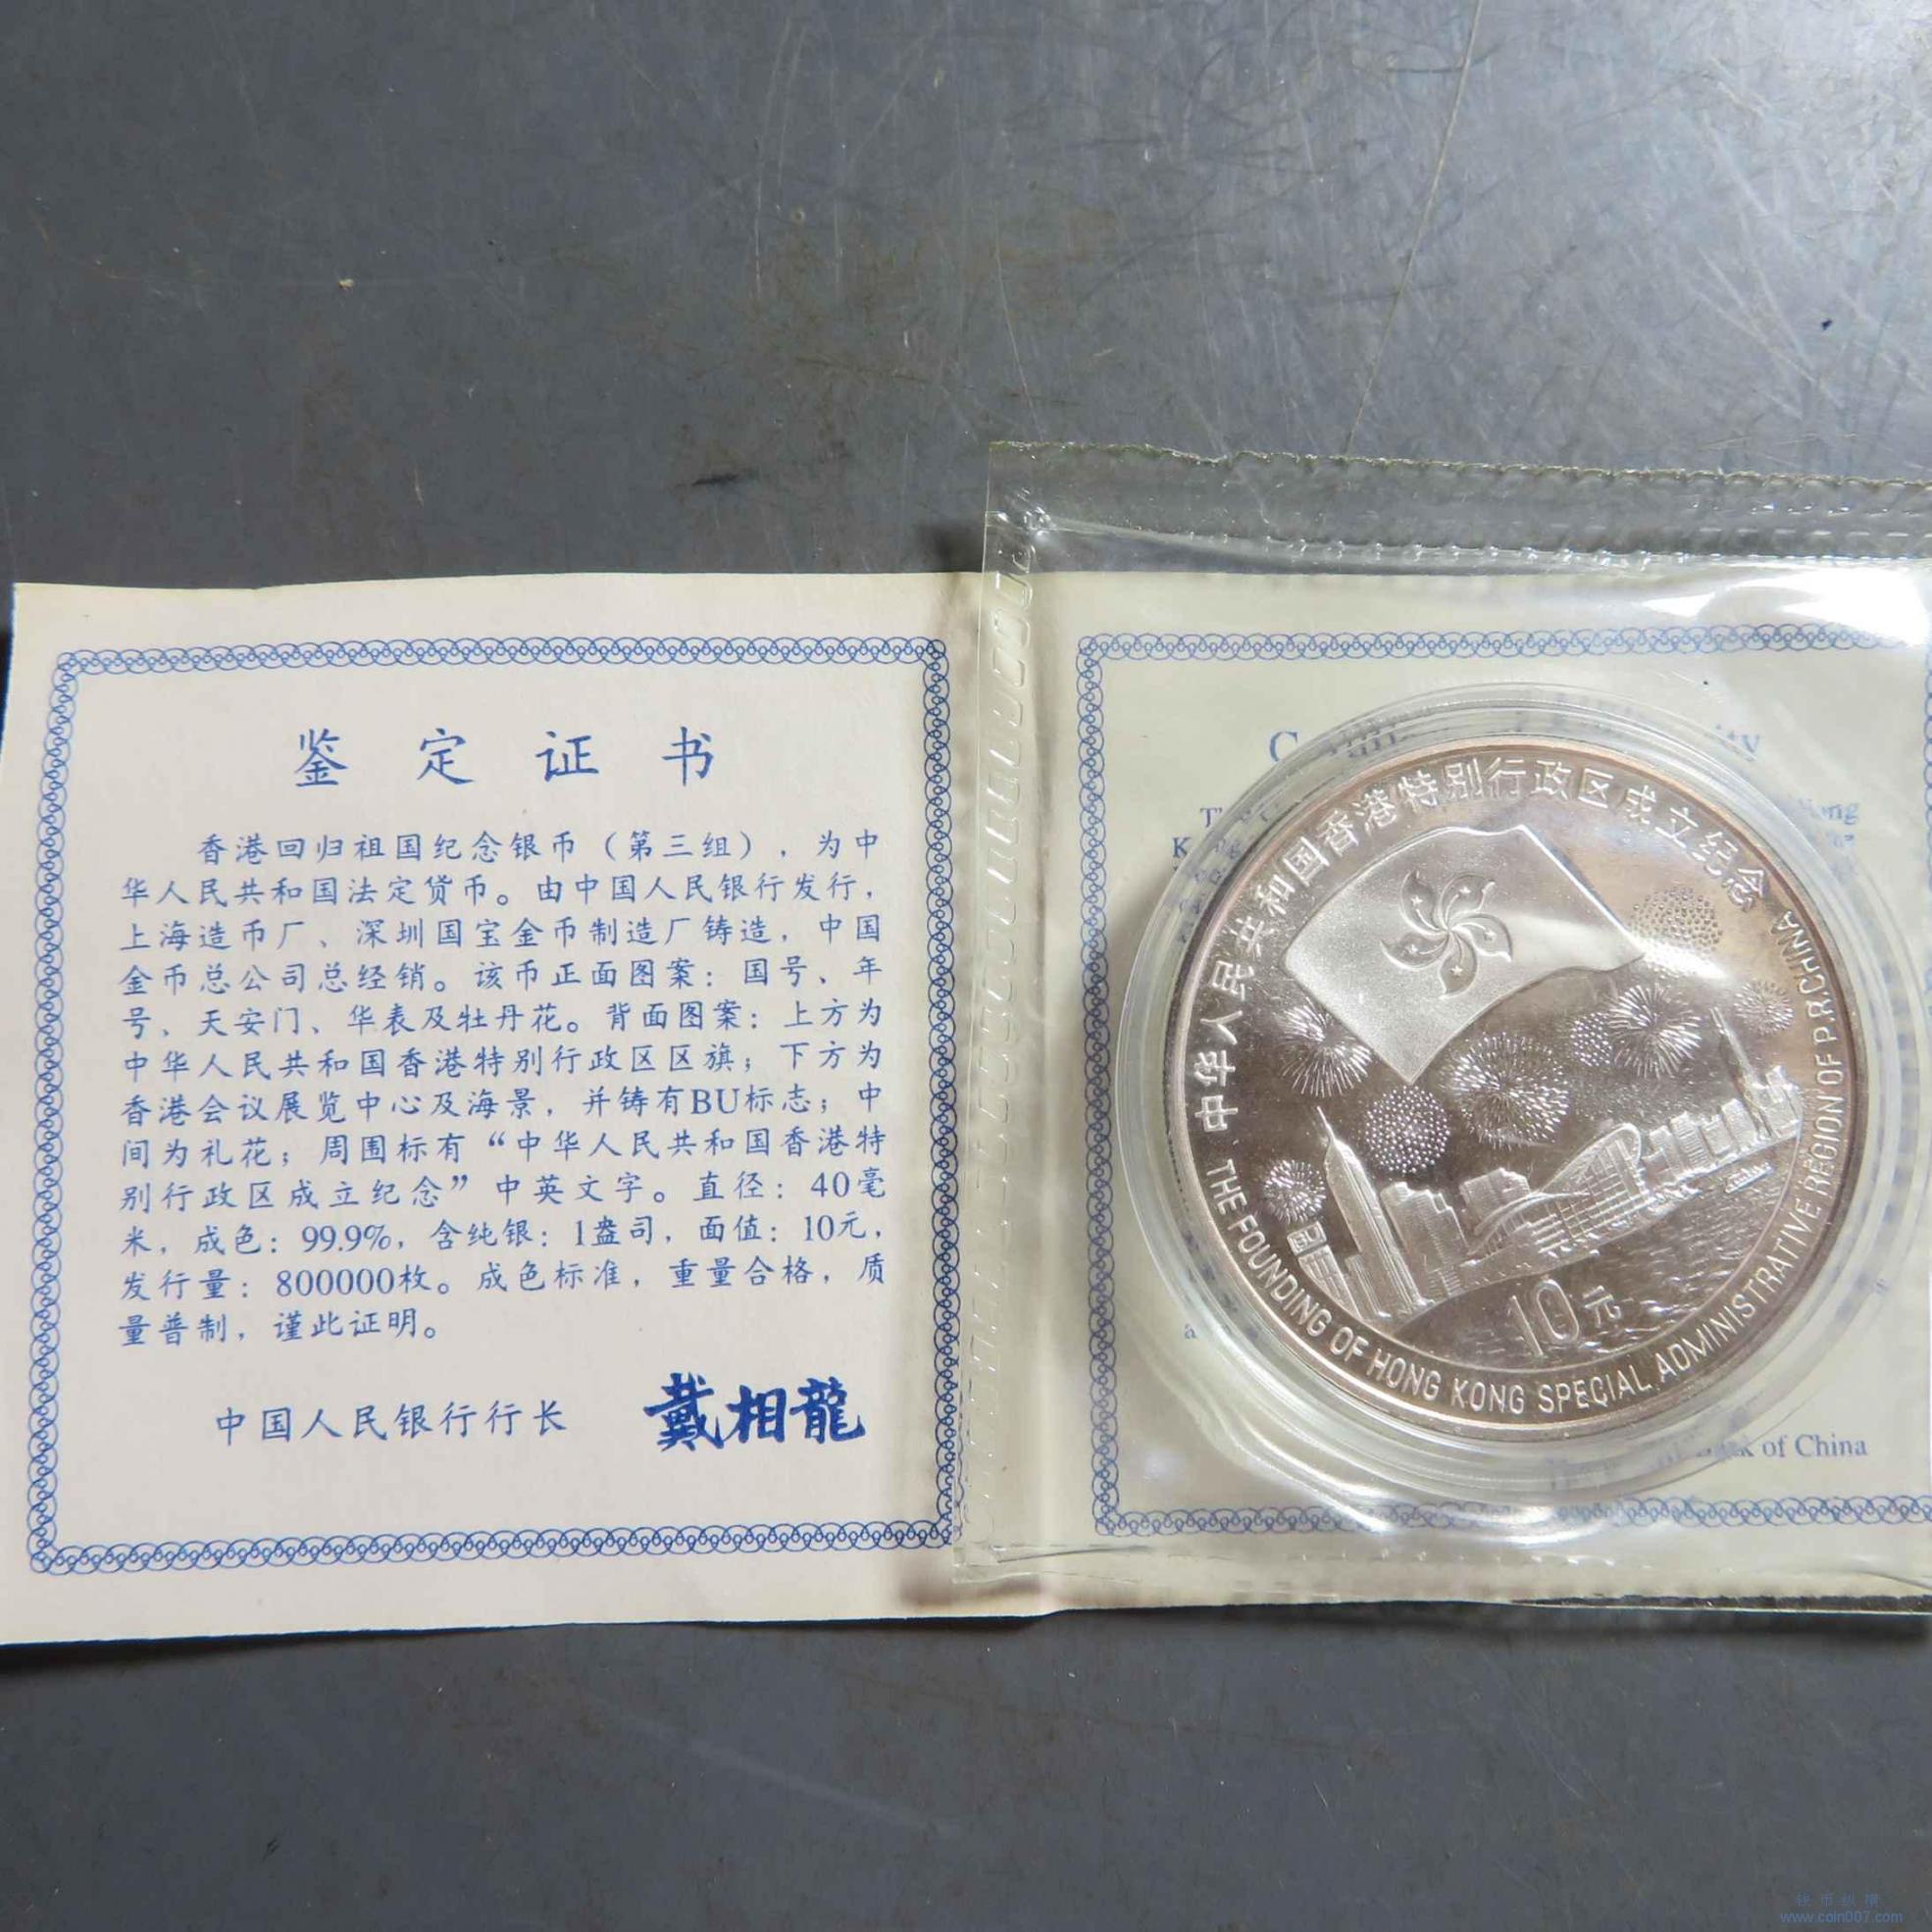 鉴定证书
香港回归祖国纪念银币（第三组），为中
华人民共和国法定货币。由中国人民银行发行，
上海造币厂、深圳国宝金币制造厂铸造，中国
金币总公司总经销。该币正面图案：国号、年
号、天安门、华表及牡丹花。背面图案：上方为
中华人民共和国香港特别行政区区旗；下方为
香港会议展览中心及海景，并铸有BU标志；中
间为礼花；周围标有“中华人民共和国香港特
别行政区成立纪念”中英文字。直径：40毫
米，成色：99.9%，含纯银：1盎司，面值：10元，
发行量：800000枚。成色标准，重量合格，质
量普制，谨此证明。
中国人民银行行长 戴相龍
中华人民共和国香港特别行政区成立纪念
THE FOUNDING OF HONG KONG SPECIAL ADMINISTRATIVE REGION OF P.R.CHINA
10元
of China
www.coin007.com